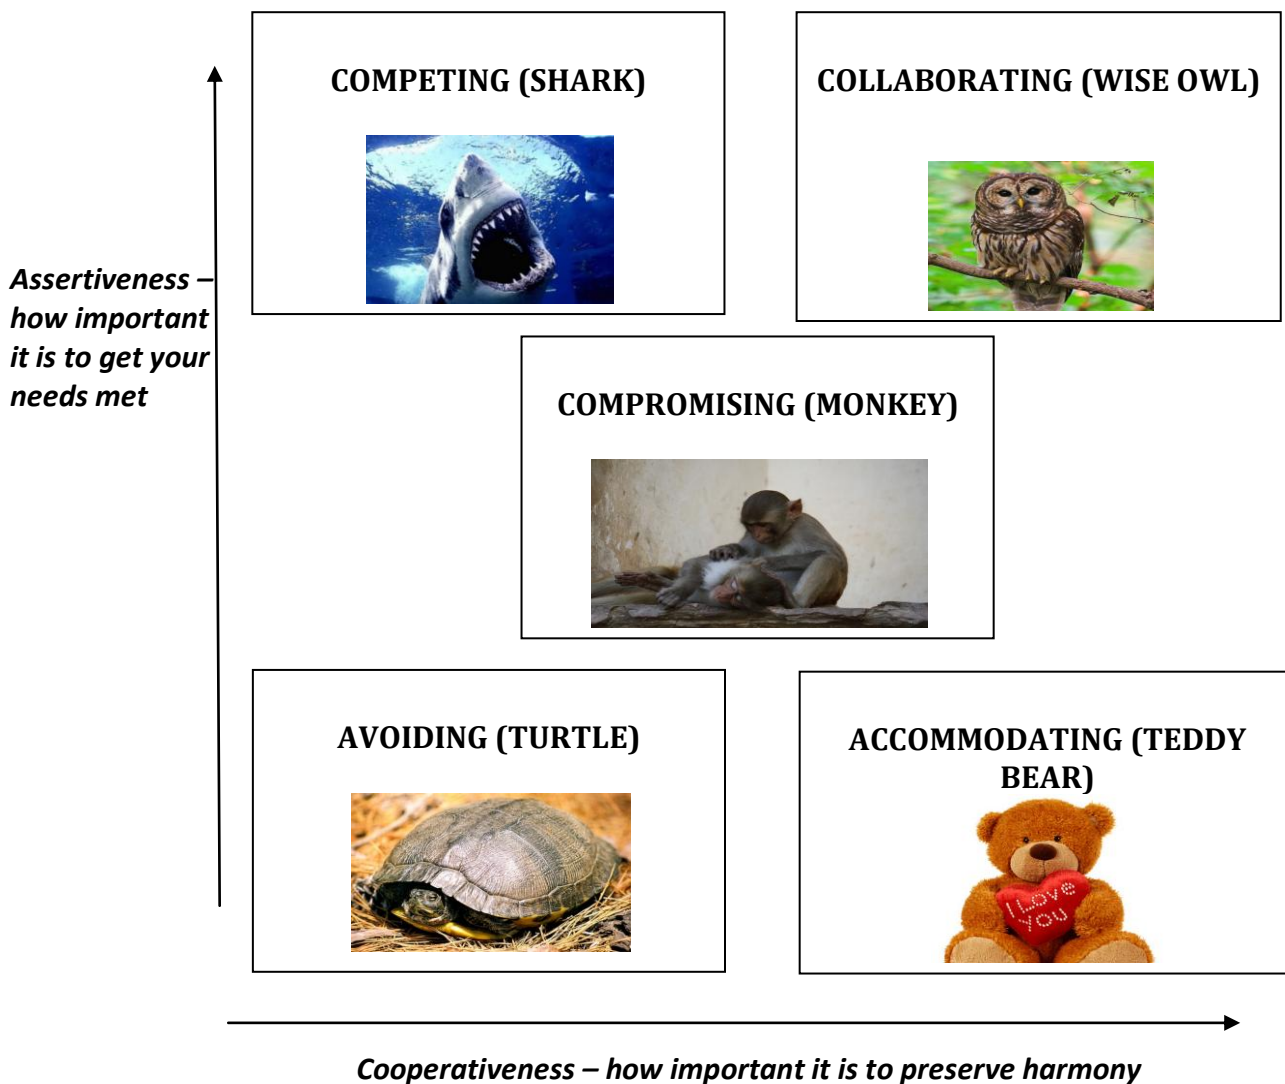 COMPETING (SHARK)
COLLABORATING (WISE OWL)
Assertiveness –
how important
it is to get your
needs met
COMPROMISING (MONKEY)
AVOIDING (TURTLE)
ACCOMMODATING (TEDDY
BEAR)
I Love
You
Cooperativeness – how important it is to preserve harmony